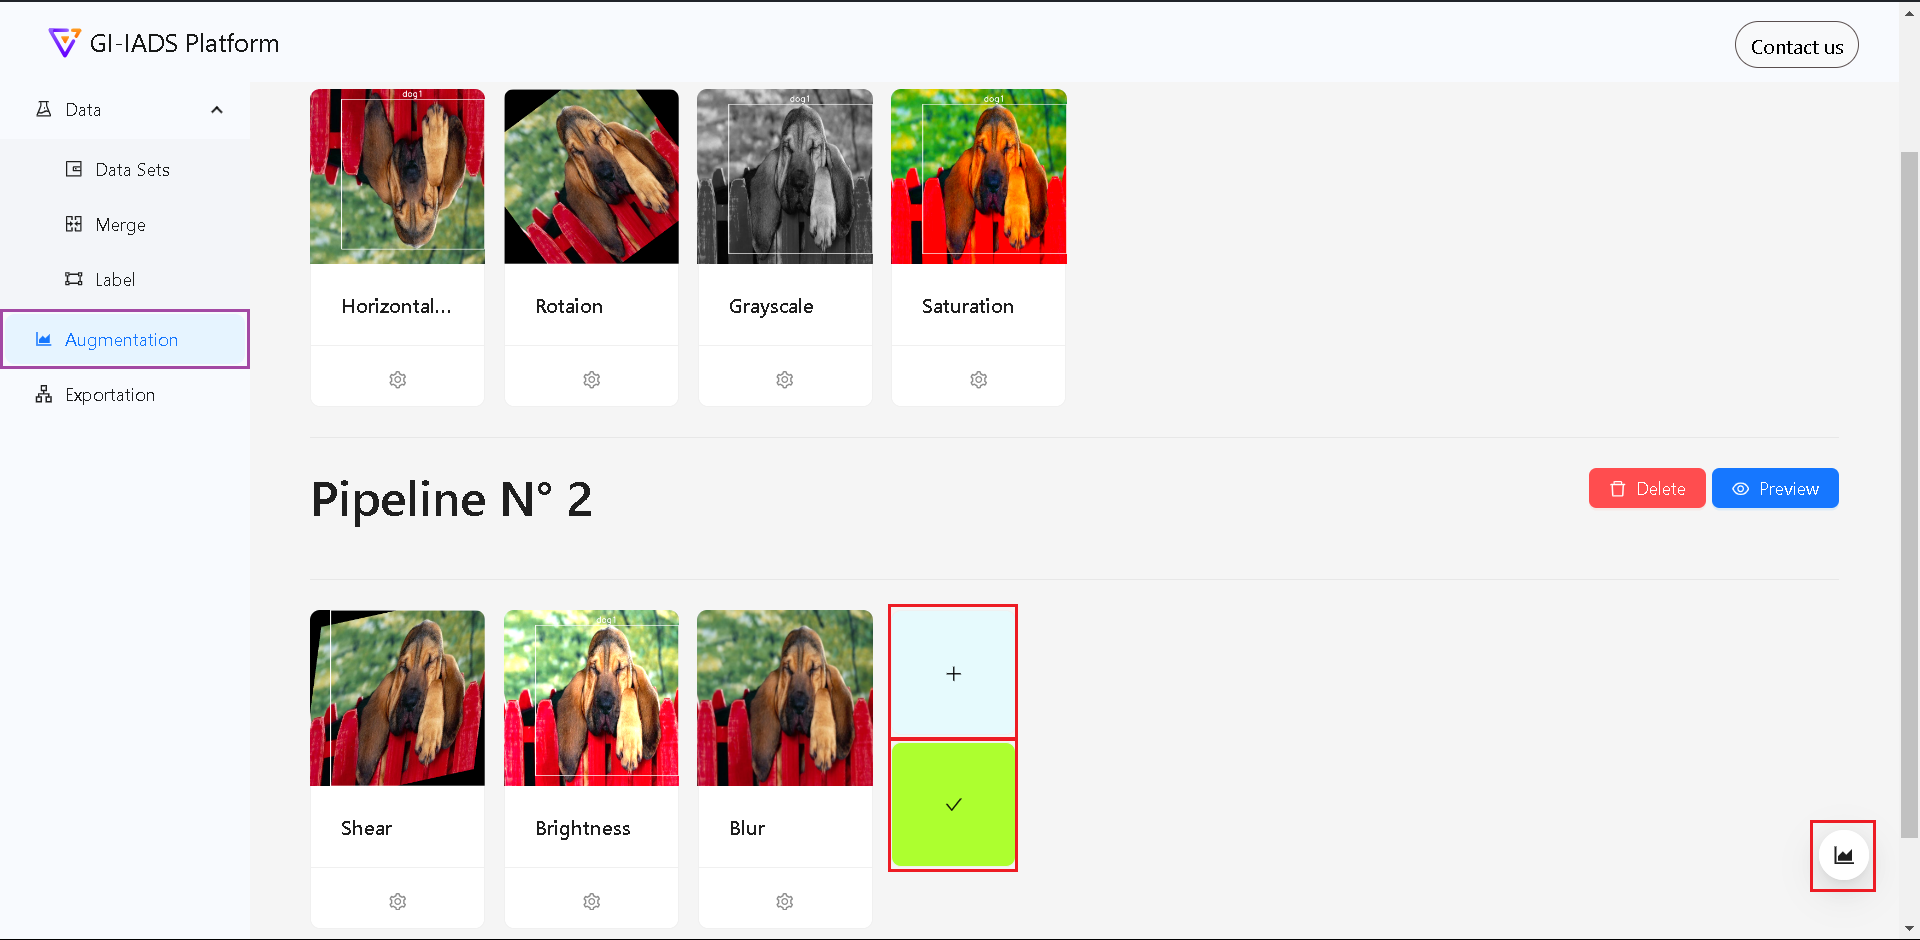 GI-IADS Platform
Contact us
Data
Data Sets
Merge
Label
Augmentation
Exportation
dog1
dog1
dog1
Horizontal...
Rotaion
Grayscale
Saturation
Pipeline N° 2
Delete
Preview
dog1
Shear
Brightness
Blur